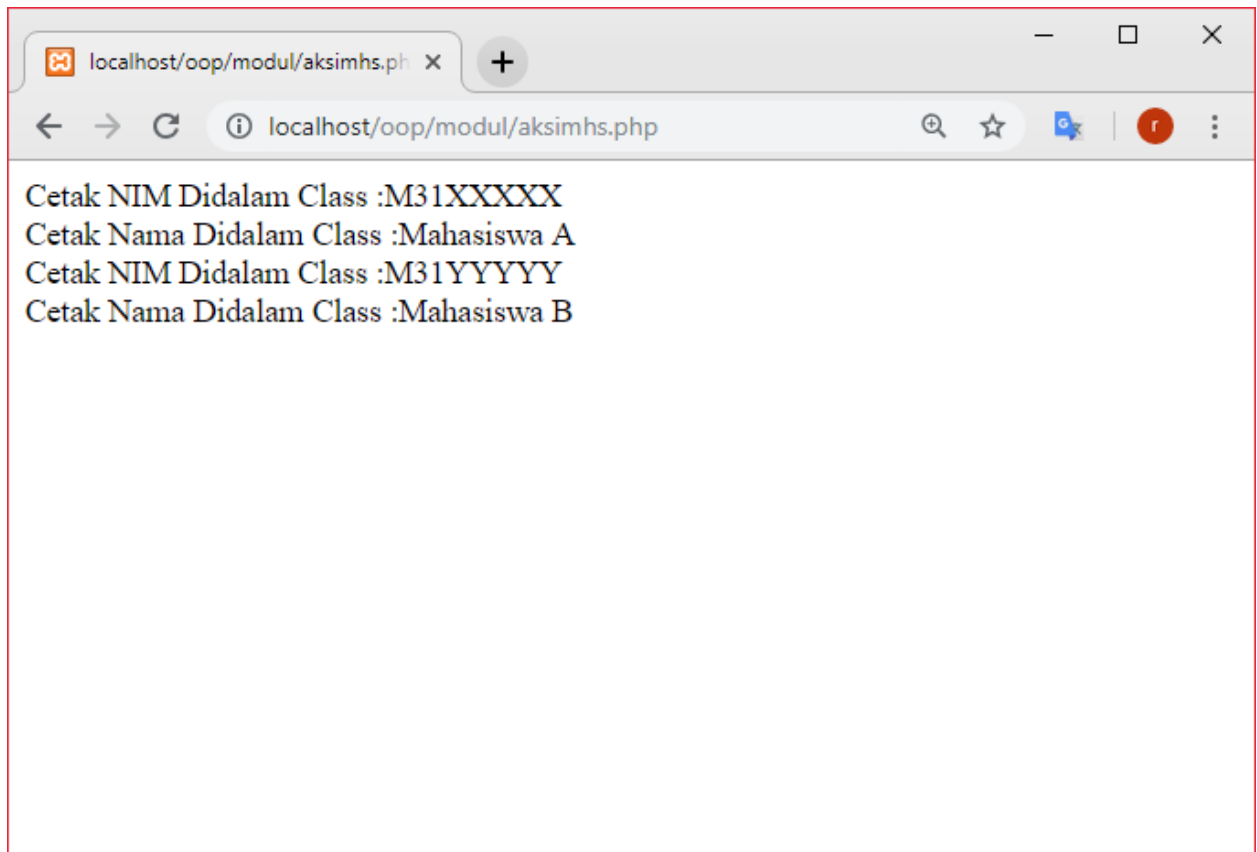 localhost/oop/modul/aksimhs.ph
localhost/oop/modul/aksimhs.php
r
Cetak NIM Didalam Class :M31XXXXX
Cetak Nama Didalam Class :Mahasiswa A
Cetak NIM Didalam Class :M31YYYYY
Cetak Nama Didalam Class :Mahasiswa B